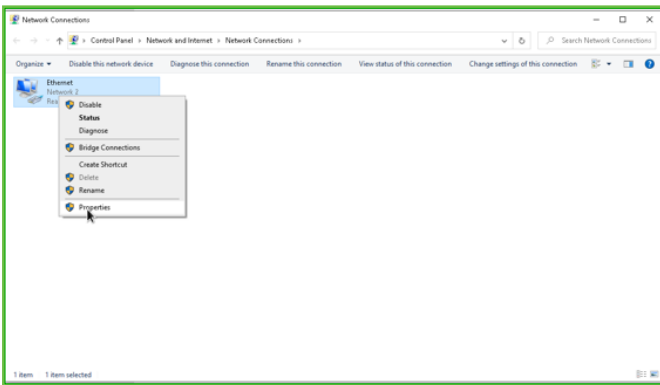 Network Connections
Control Panel > Network and Internet > Network Connections >
Search Network Connections
Organize Disable this network device Diagnose this connection Rename this connection View status of this connection Change settings of this connection
Ethernet
Network 2
Disable
Status
Diagnose
Bridge Connections
Create Shortcut
Delete
Rename
Properties
1 item 1 item selected